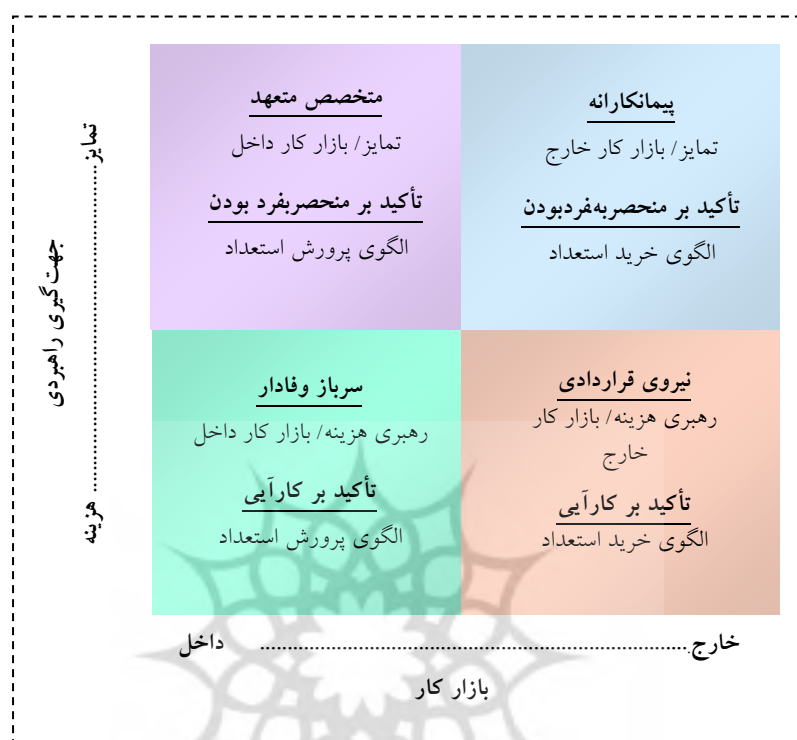 پیمانکارانه
تمایز/ بازار کار خارج
تأکید بر منحصربه‌فردبودن
الگوی خرید استعداد
متخصص متعهد
تمایز/ بازار کار داخل
تأکید بر منحصربفرد بودن
الگوی پرورش استعداد
نیروی قراردادی
رهبری هزینه/ بازار کار
خارج
تأکید بر کارآیی
الگوی خرید استعداد
سرباز وفادار
رهبری هزینه/ بازار کار داخل
تأکید بر کارآیی
الگوی پرورش استعداد
جهت‌گیری راهبردی
هزینه ........................................ تمایز
خارج........................................ داخل
بازار کار